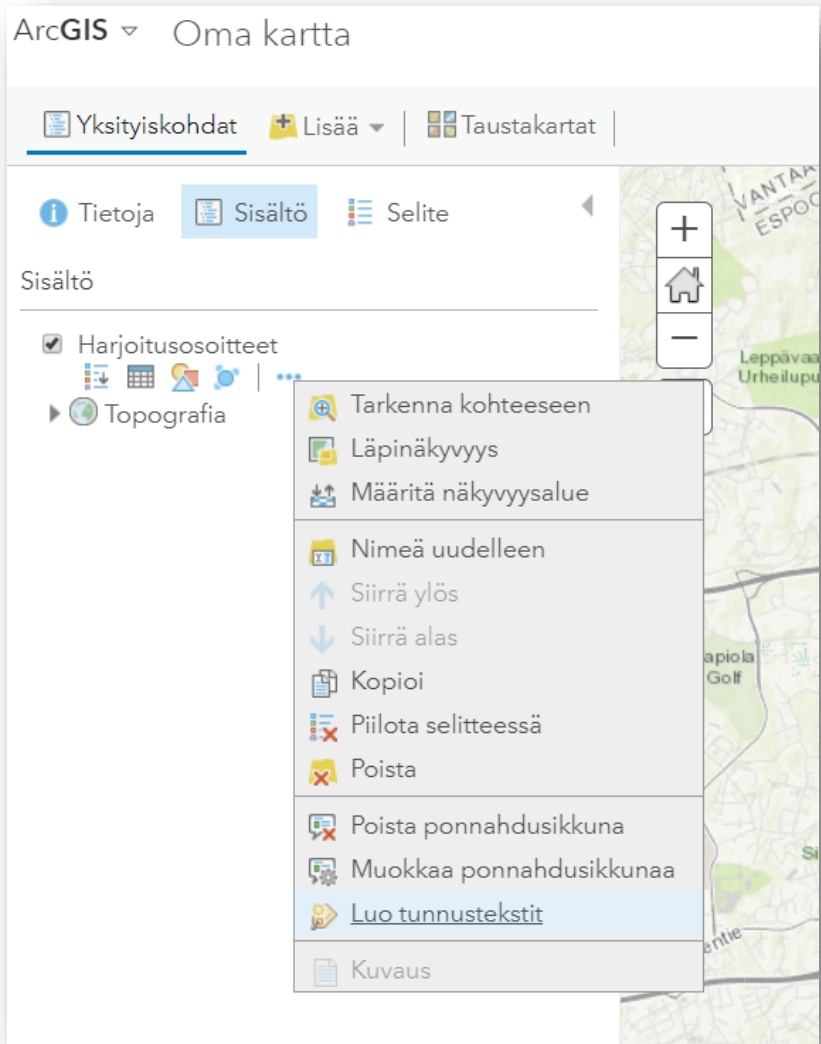 ArcGIS Oma kartta
Yksityiskohdat Lisää Taustakartat
Tietoja Sisältö Selite
Sisältö
Harjoitusosoitteet
Topografia
Tarkenna kohteeseen
Läpinäkyvyys
Määritä näkyvyysalue
Nimeä uudelleen
Siirrä ylös
Siirrä alas
Kopioi
Piilota selitteessä
Poista
Poista ponnahdusikkuna
Muokkaa ponnahdusikkunaa
Luo tunnustekstit
Kuvaus
VANTAA
ESPOO
Leppävaa
Urheilupu
apiola
Golf
Si
entie